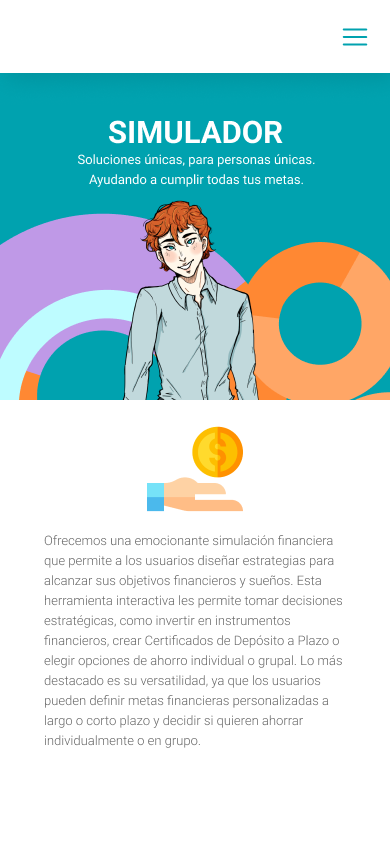 SIMULADOR
Soluciones únicas, para personas únicas.
Ayudando a cumplir todas tus metas.
Ofrecemos una emocionante simulación financiera
que permite a los usuarios diseñar estrategias para
alcanzar sus objetivos financieros y sueños. Esta
herramienta interactiva les permite tomar decisiones
estratégicas, como invertir en instrumentos
financieros, crear Certificados de Depósito a Plazo o
elegir opciones de ahorro individual o grupal. Lo más
destacado es su versatilidad, ya que los usuarios
pueden definir metas financieras personalizadas a
largo o corto plazo y decidir si quieren ahorrar
individualmente o en grupo.